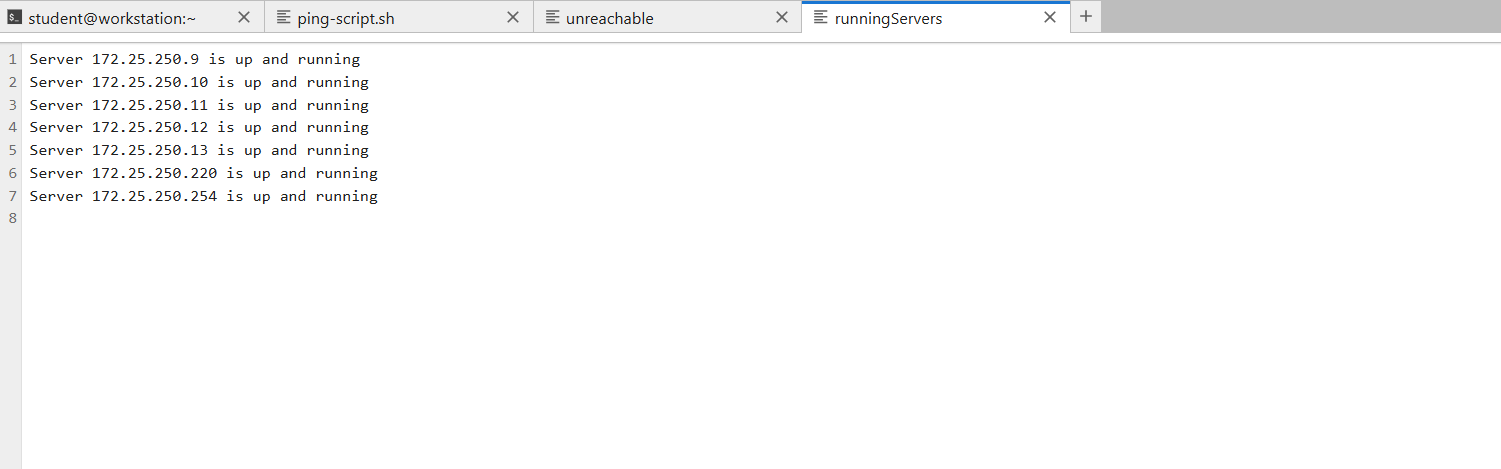 student@workstation:~ ping-script.sh unreachable runningServers
1 Server 172.25.250.9 is up and running
2 Server 172.25.250.10 is up and running
3 Server 172.25.250.11 is up and running
4 Server 172.25.250.12 is up and running
5 Server 172.25.250.13 is up and running
6 Server 172.25.250.220 is up and running
7 Server 172.25.250.254 is up and running
8